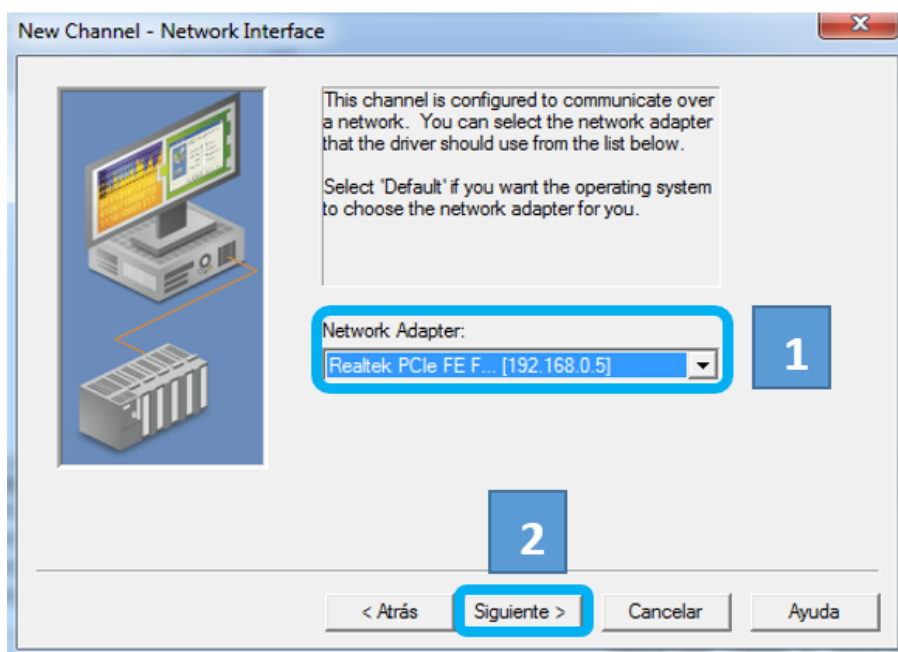 New Channel - Network Interface
This channel is configured to communicate over
a network. You can select the network adapter
that the driver should use from the list below.
Select 'Default' if you want the operating system
to choose the network adapter for you.
Network Adapter:
Realtek PCIe FE F... [192.168.0.5]
1
2
< Atrás
Siguiente >
Cancelar
Ayuda